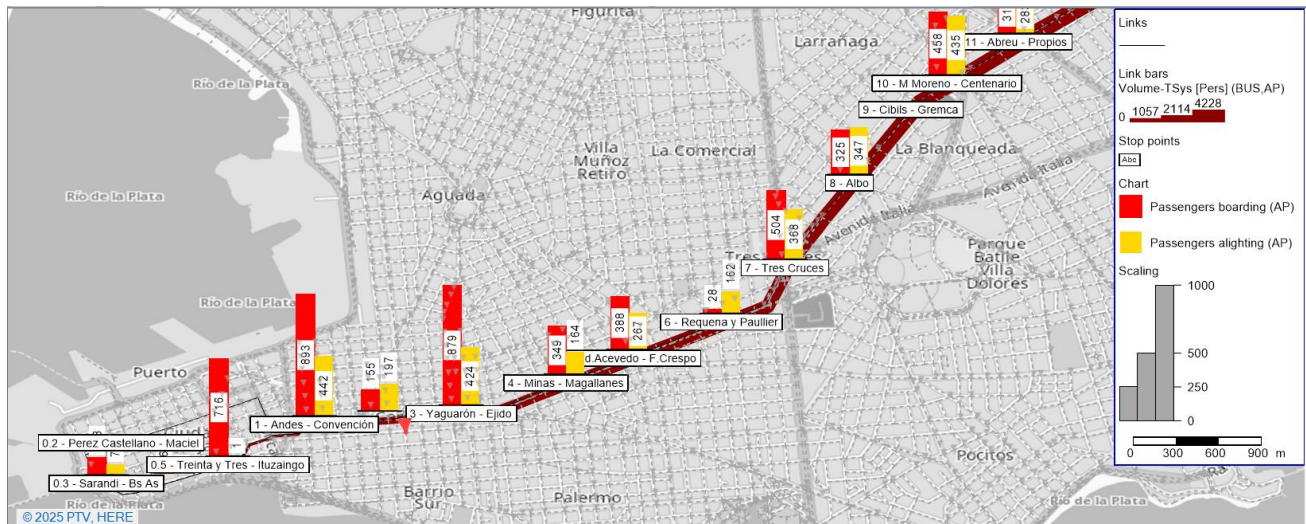 Figurita
Larrañaga
11 - Abreu - Propios
458
435
10 - M Moreno - Centenario
9 - Cibils - Gremca
Río de la Plata
Villa
Muñoz
Retiro
La Comercial
La Blanqueada
325
347
8 - Albo
Avenida Italia
Río de la Plata
Aguada
Avenida Italia
504
368
7 - Tres Cruces
Parque
Batlle
Villa
Dolores
28
162
6 - Requena y Paullier
Río de la Plata
388
267
d.Acevedo - F.Crespo
349
164
4 - Minas - Magallanes
Puerto
893
442
155
197
879
424
3 - Yaguarón - Ejido
1 - Andes - Convención
716
0.2 - Perez Castellano - Maciel
0.5 - Treinta y Tres - Ituzaingo
0.3 - Sarandi - Bs As
Río de la Plata
Barrio
Sur
Palermo
Pocitos
Río de la Plata
© 2025 PTV, HERE
Links
Link bars
Volume-TSys [Pers] (BUS,AP)
0 1057 2114 4228
Stop points
Abc
Chart
Passengers boarding (AP)
Passengers alighting (AP)
Scaling
1000
500
250
0
0 300 600 900 m